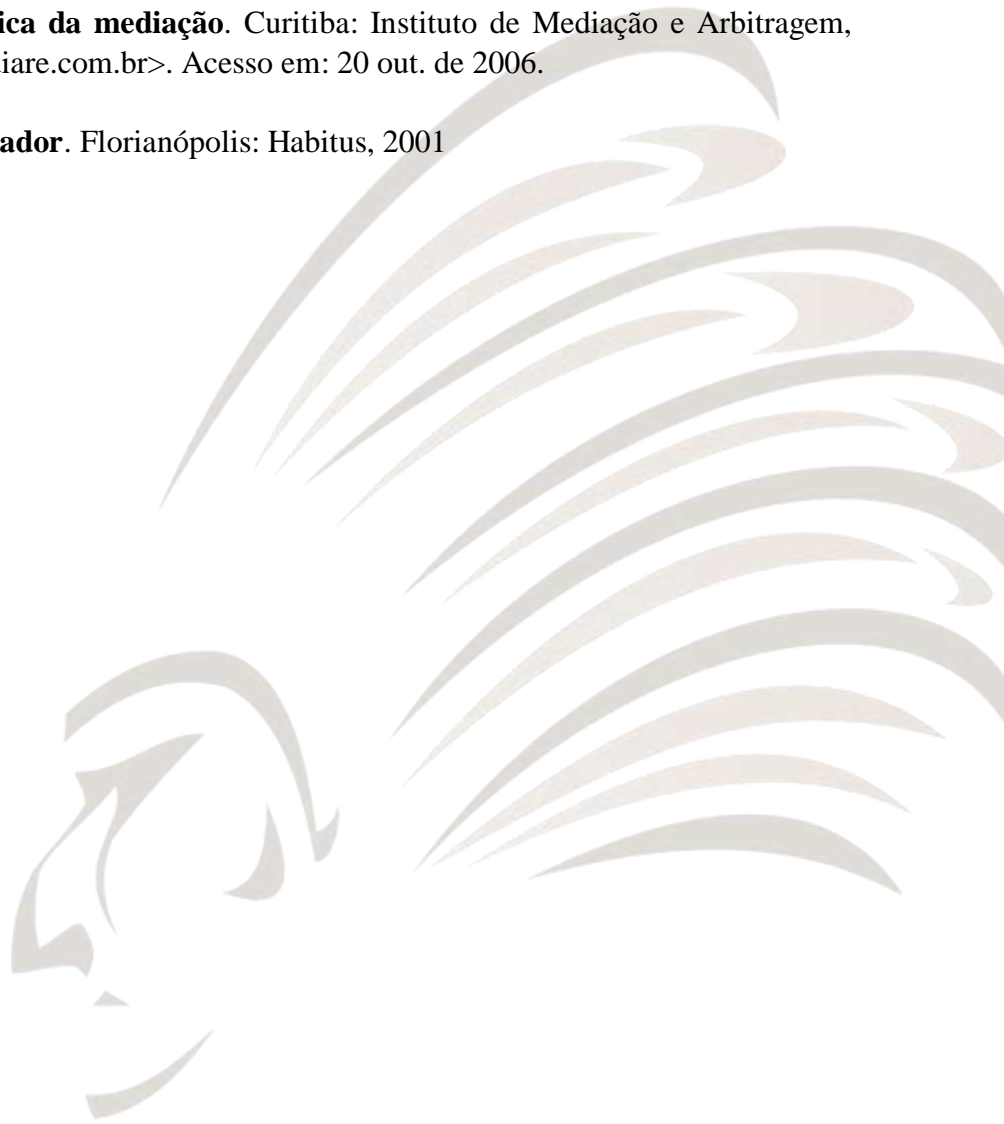 ica da mediação. Curitiba: Instituto de Mediação e Arbitragem,
diare.com.br>. Acesso em: 20 out. de 2006.
ador. Florianópolis: Habitus, 2001